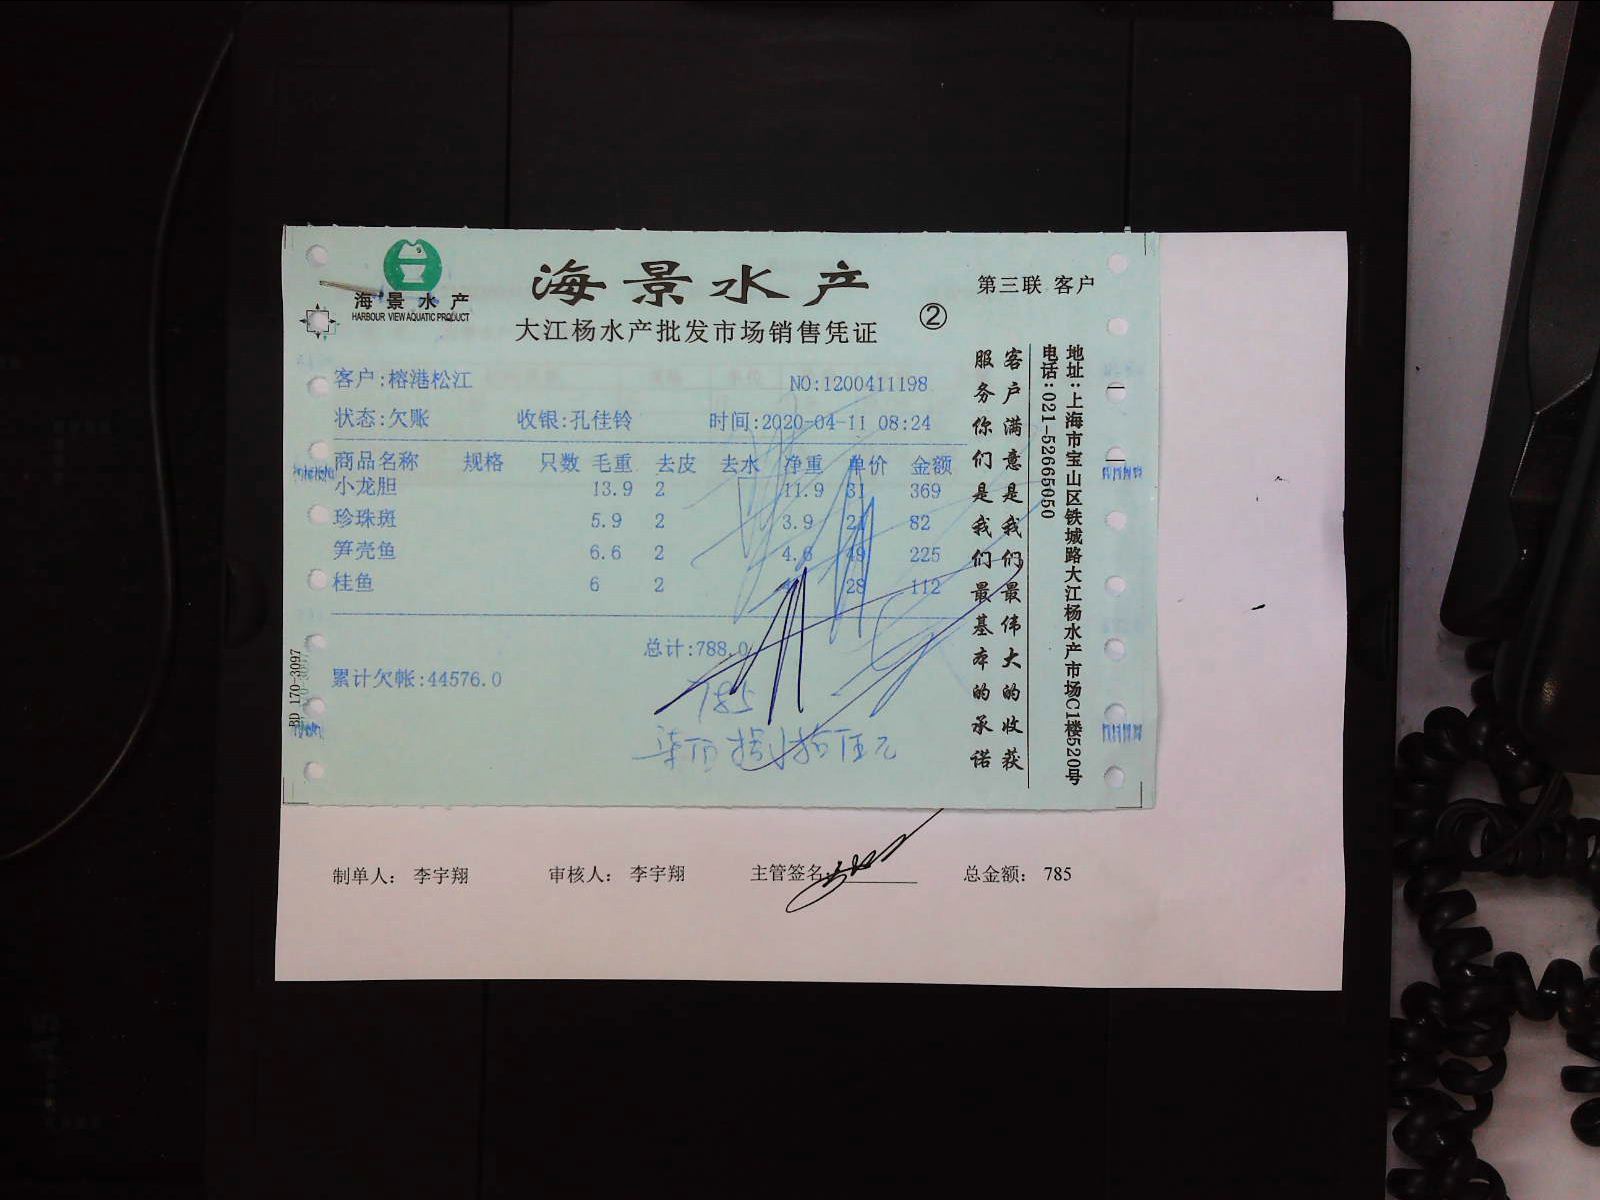 海景水产
HARBOUR VIEW AQUATIC PRODUCT
海景水产
大江杨水产批发市场销售凭证
②
第三联 客户
客户:榕港松江 NO:1200411198
状态:欠账 收银:孔佳铃 时间:2020-04-11 08:24
商品名称 规格 只数 毛重 去皮 去水 净重 单价 金额
小龙胆 13.9 2 11.9 31 369
珍珠斑 5.9 2 3.9 21 82
笋壳鱼 6.6 2 4.6 49 225
桂鱼 6 2 28 112
总计:788.0
累计欠帐:44576.0
785
柒佰捌拾伍元
客户满意是我们最伟大的收获
服务你们是我们最基本的承诺
地址:上海市宝山区铁城路大江杨水产市场C1楼520号
电话:021-52665050
BD 170-3097
制单人: 李宇翔 审核人: 李宇翔 主管签名: 总金额: 785